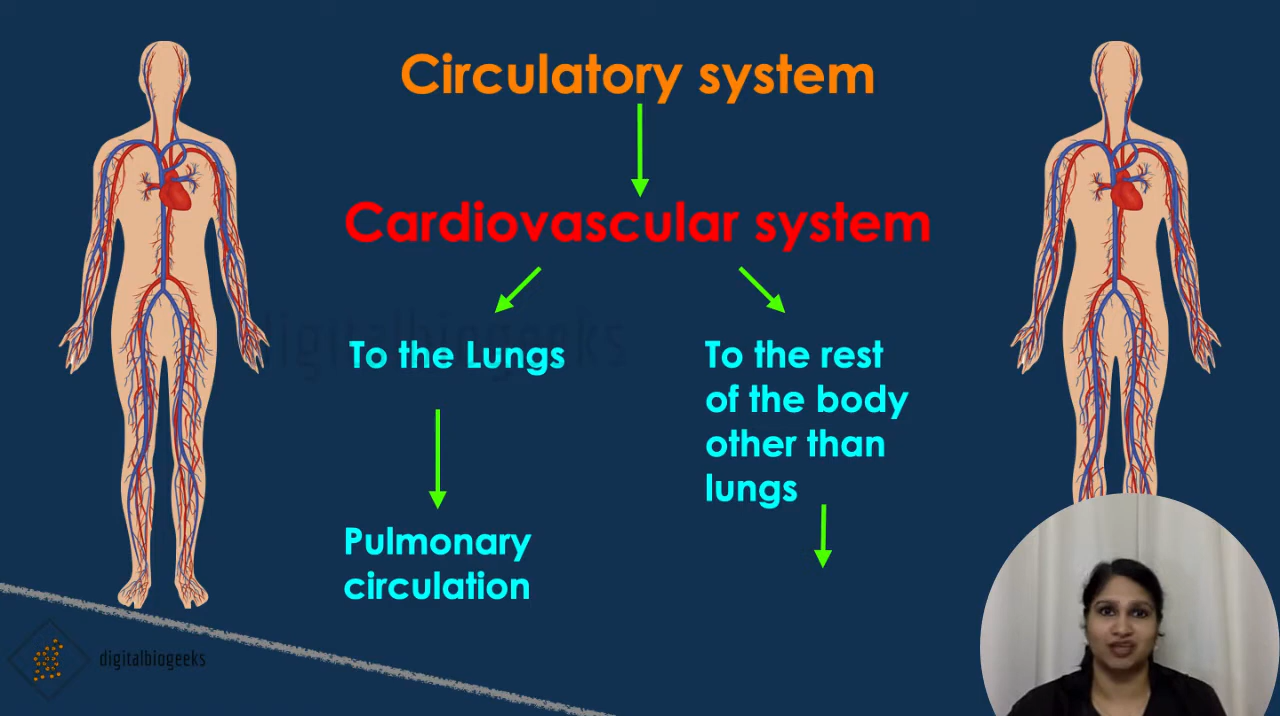 Circulatory system
Cardiovascular system
To the Lungs
To the rest
of the body
other than
lungs
Pulmonary
circulation
digitalbiogeeks
digitalbiogeeks